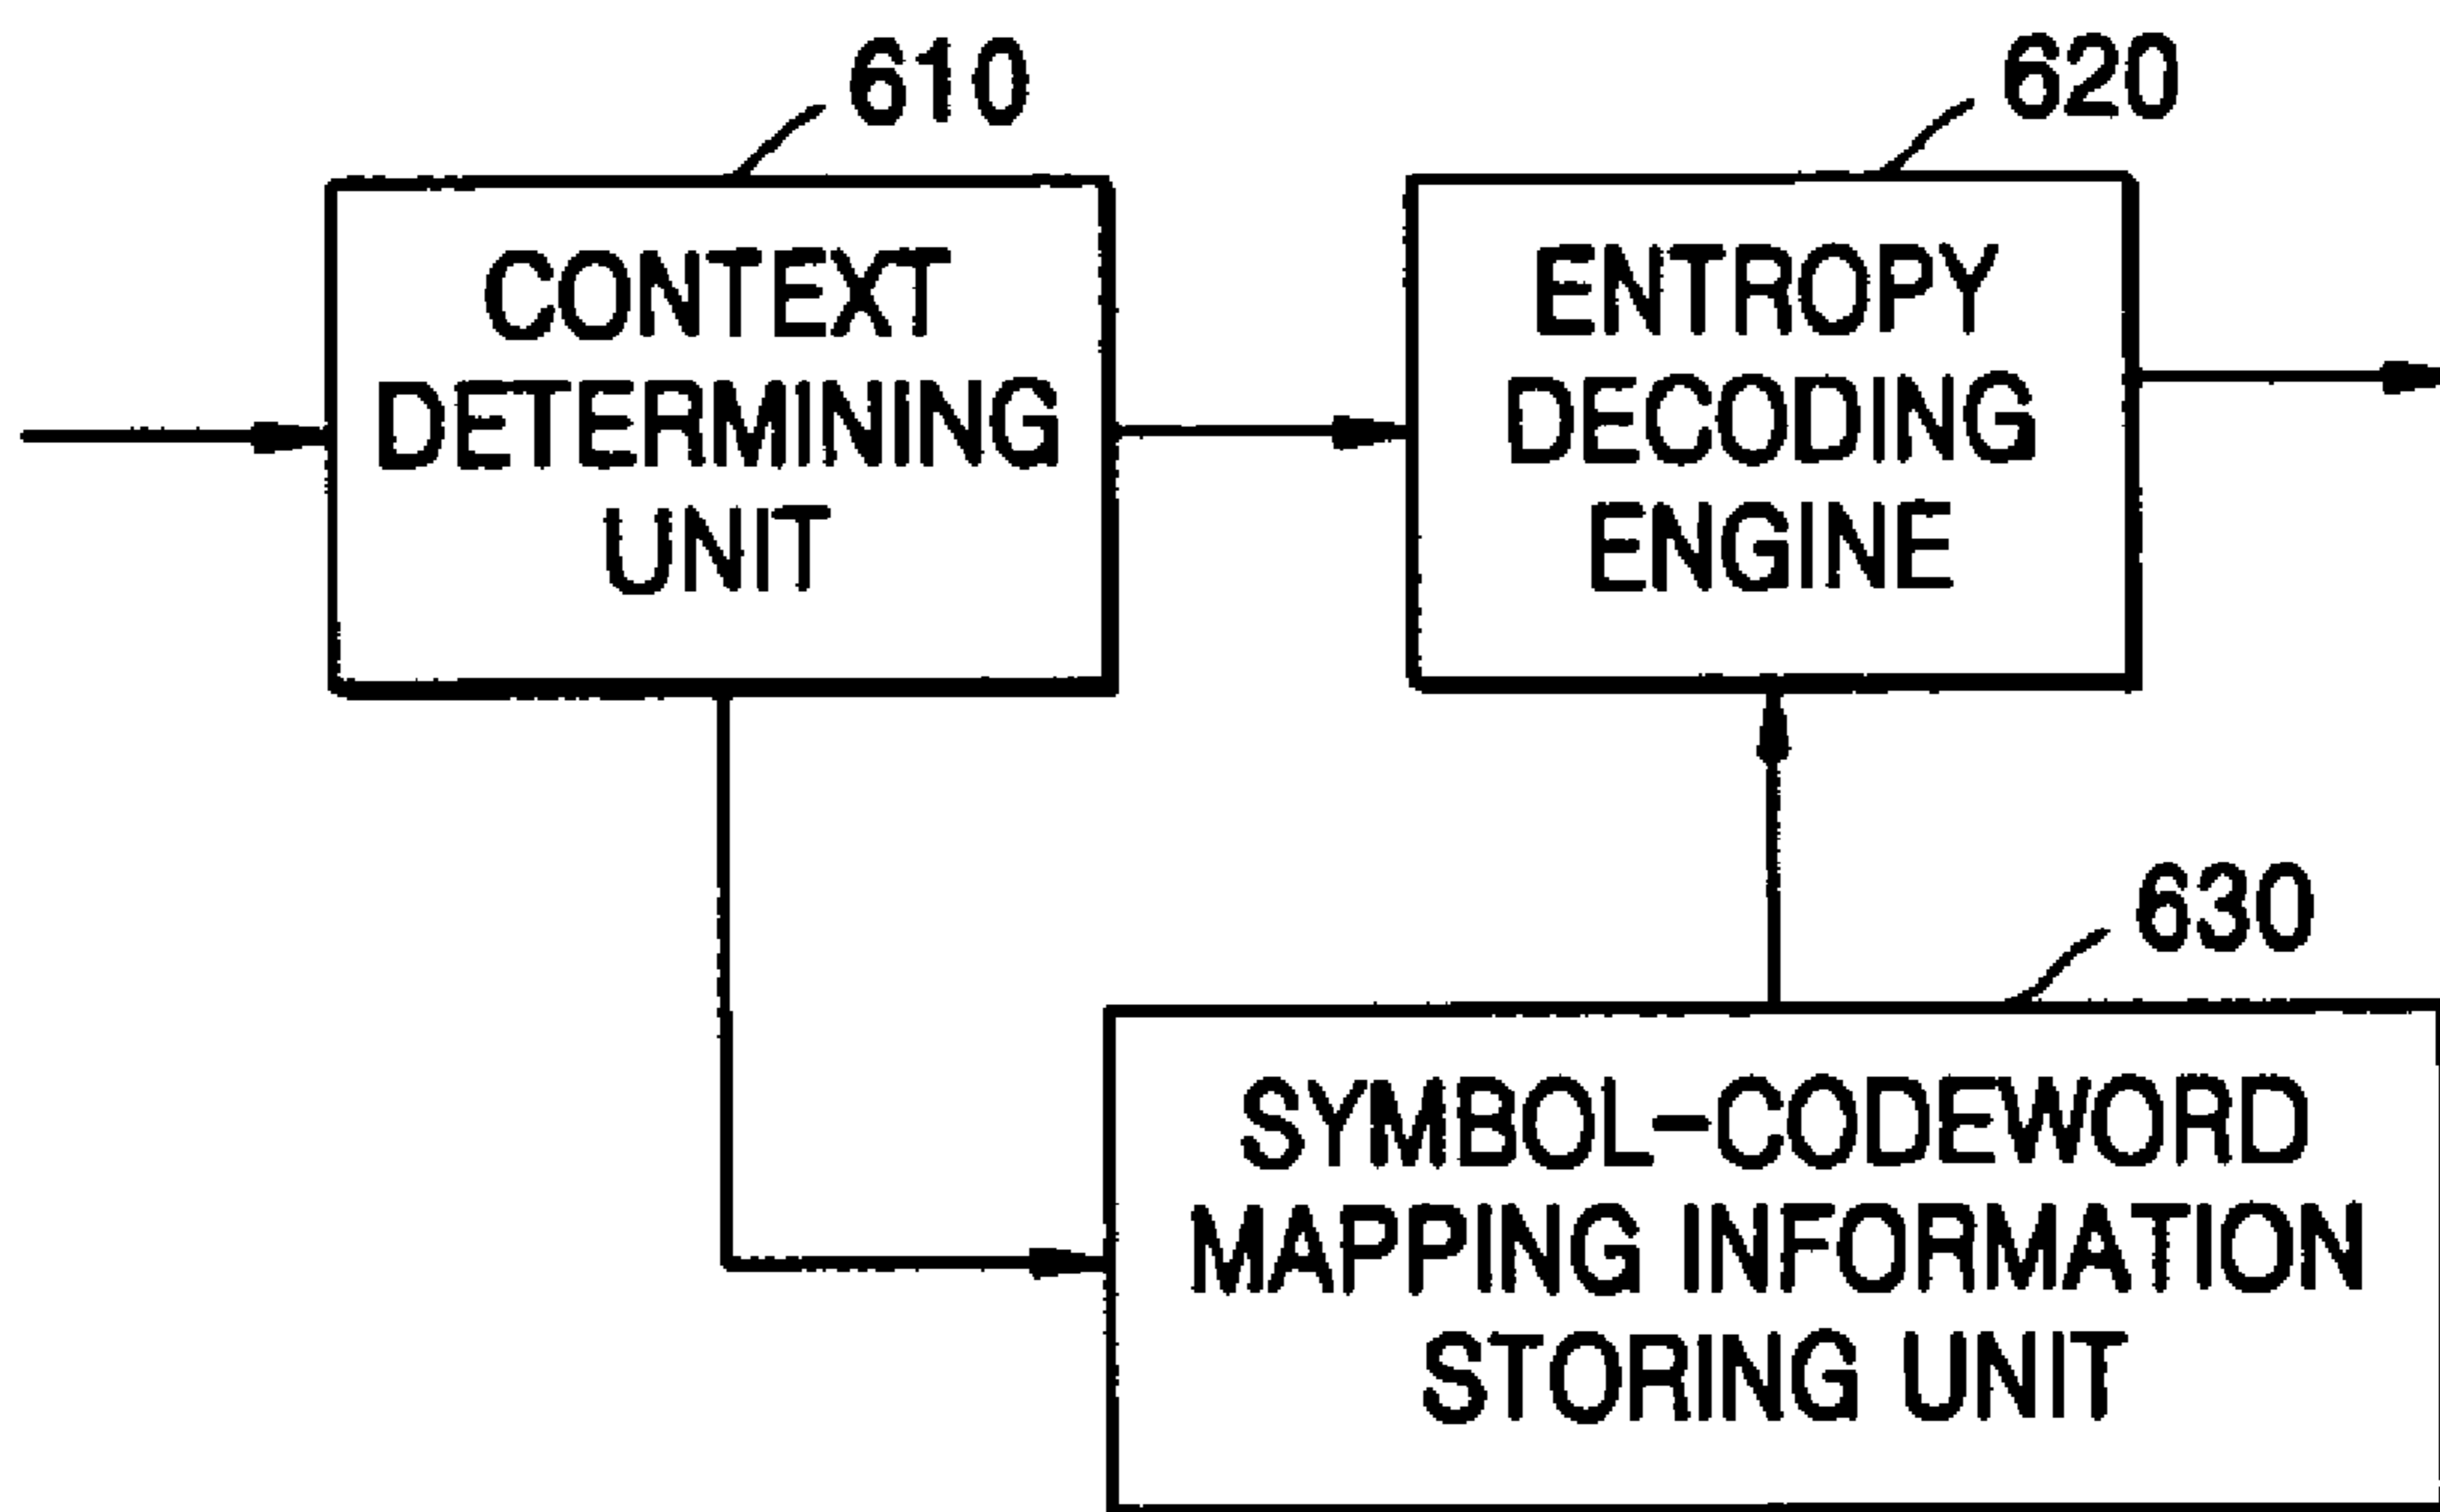 610
CONTEXT
DETERMINING
UNIT
620
ENTROPY
DECODING
ENGINE
630
SYMBOL-CODEWORD
MAPPING INFORMATION
STORING UNIT